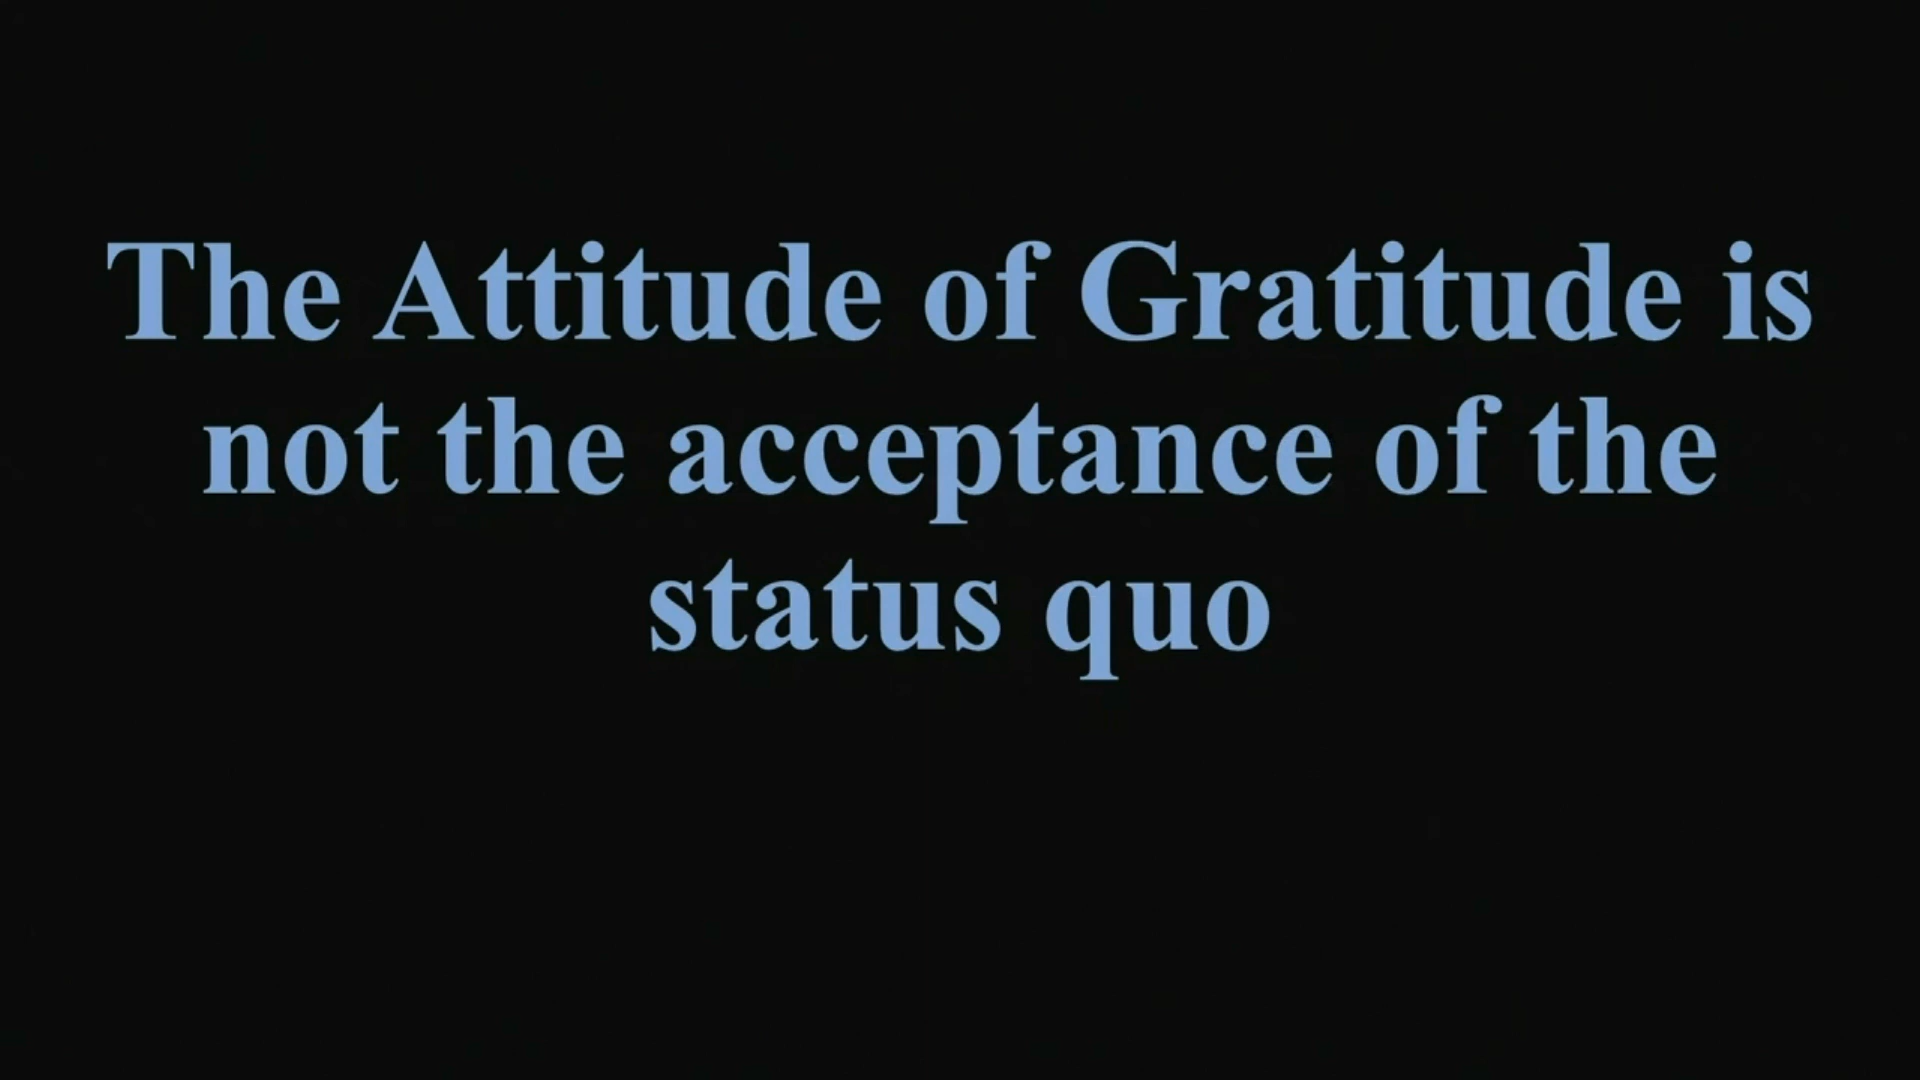 The Attitude of Gratitude is
not the acceptance of the
status quo